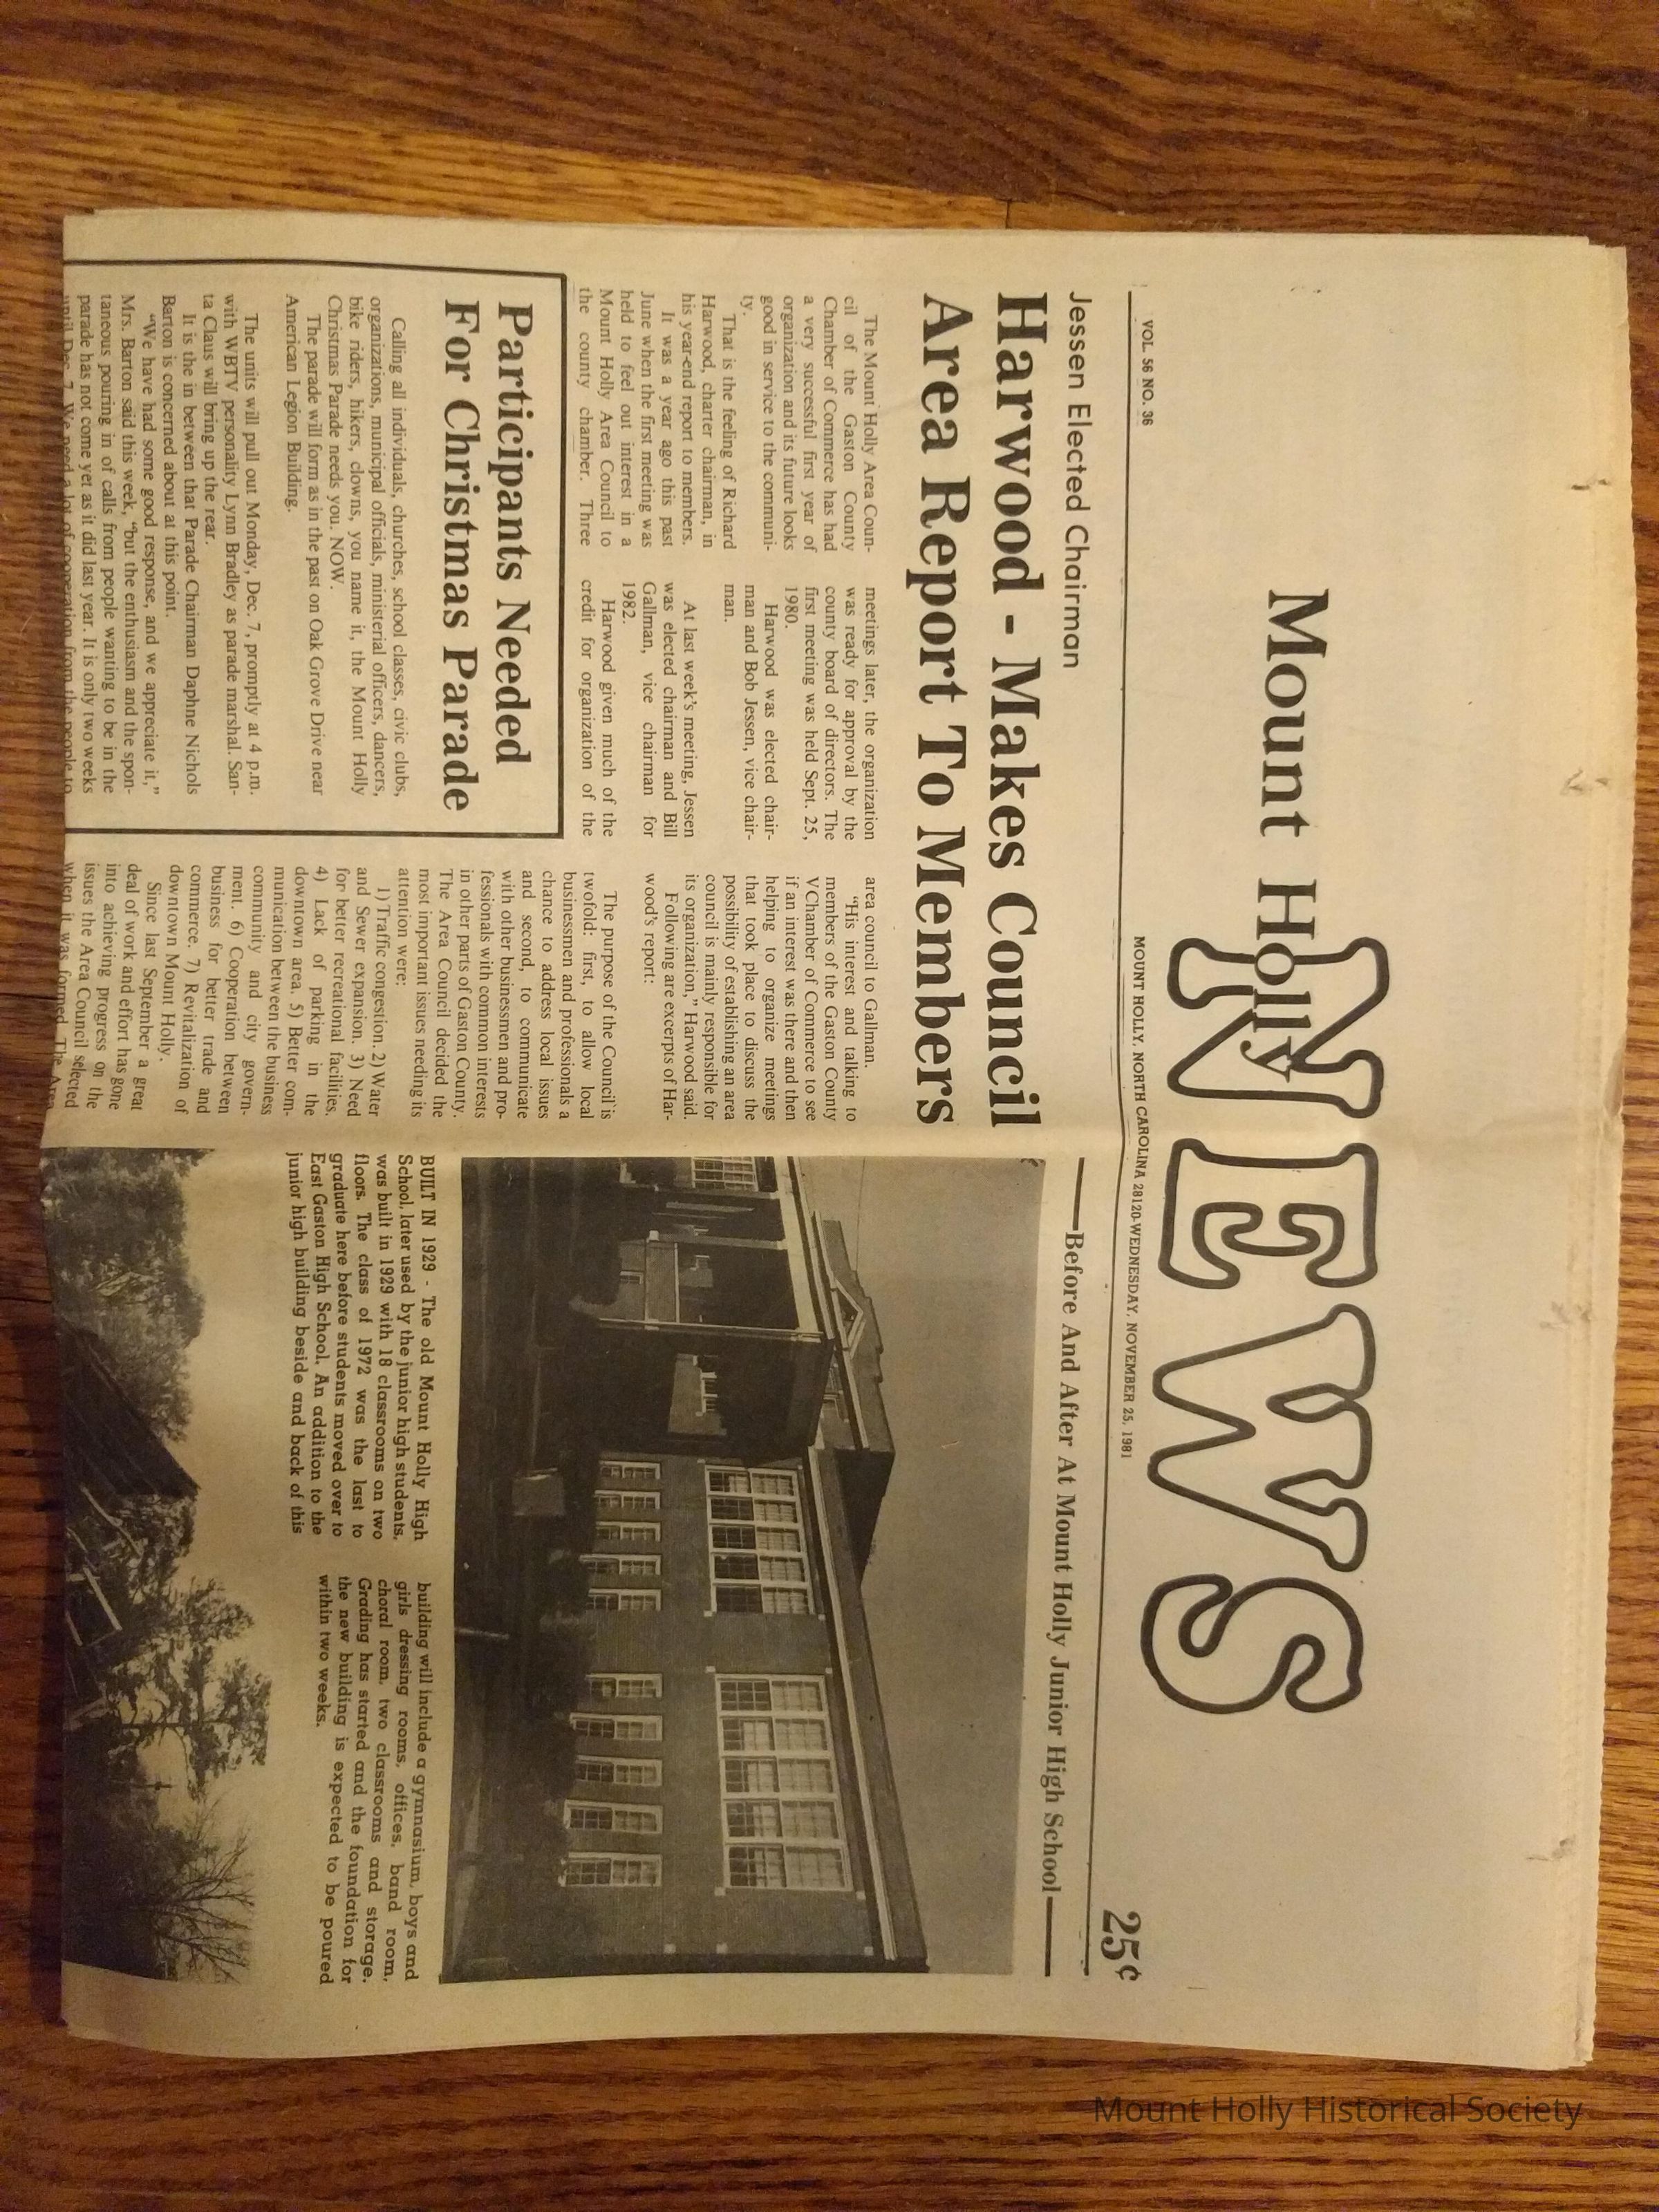 Mount Holly
NEWS
25¢
VOL. 56 NO. 36
MOUNT HOLLY, NORTH CAROLINA 28120-WEDNESDAY, NOVEMBER 25, 1981
Jessen Elected Chairman
Harwood - Makes Council
Area Report To Members
The Mount Holly Area Coun-
cil of the Gaston County
Chamber of Commerce has had
a very successful first year of
organization and its future looks
good in service to the communi-
ty.
That is the feeling of Richard
Harwood, charter chairman, in
his year-end report to members.
It was a year ago this past
June when the first meeting was
held to feel out interest in a
Mount Holly Area Council to
the county chamber. Three
meetings later, the organization
was ready for approval by the
county board of directors. The
first meeting was held Sept. 25,
1980.
Harwood was elected chair-
man and Bob Jessen, vice chair-
man.
At last week's meeting, Jessen
was elected chairman and Bill
Gallman, vice chairman for
1982.
Harwood given much of the
credit for organization of the
area council to Gallman.
"His interest and talking to
members of the Gaston County
VChamber of Commerce to see
if an interest was there and then
helping to organize meetings
that took place to discuss the
possibility of establishing an area
council is mainly responsible for
its organization," Harwood said.
Following are excerpts of Har-
wood's report:
The purpose of the Council is
twofold: first, to allow local
businessmen and professionals a
chance to address local issues
and second, to communicate
with other businessmen and pro-
fessionals with common interests
in other parts of Gaston County.
The Area Council decided the
most important issues needing its
attention were:
1) Traffic congestion. 2) Water
and Sewer expansion. 3) Need
for better recreational facilities.
4) Lack of parking in the
downtown area. 5) Better com-
munication between the business
community and city govern-
ment. 6) Cooperation between
business for better trade and
commerce. 7) Revitalization of
downtown Mount Holly.
Since last September a great
deal of work and effort has gone
into achieving progress on the
issues the Area Council selected
when it was formed. The Area
Participants Needed
For Christmas Parade
Calling all individuals, churches, school classes, civic clubs,
organizations, municipal officials, ministerial officers, dancers,
bike riders, hikers, clowns, you name it, the Mount Holly
Christmas Parade needs you. NOW.
The parade will form as in the past on Oak Grove Drive near
American Legion Building.
The units will pull out Monday, Dec. 7, promptly at 4 p.m.
with WBTV personality Lynn Bradley as parade marshal. San-
ta Claus will bring up the rear.
It is the in between that Parade Chairman Daphne Nichols
Barton is concerned about at this point.
"We have had some good response, and we appreciate it,"
Mrs. Barton said this week, "but the enthusiasm and the spon-
taneous pouring in of calls from people wanting to be in the
parade has not come yet as it did last year. It is only two weeks
until Dec. 7. We need a lot of cooperation from the people to
Before And After At Mount Holly Junior High School
BUILT IN 1929 - The old Mount Holly High
School, later used by the junior high students,
was built in 1929 with 18 classrooms on two
floors. The class of 1972 was the last to
graduate here before students moved over to
East Gaston High School. An addition to the
junior high building beside and back of this
building will include a gymnasium, boys and
girls dressing rooms, offices, band room,
choral room, two classrooms and storage.
Grading has started and the foundation for
the new building is expected to be poured
within two weeks.
Mount Holly Historical Society